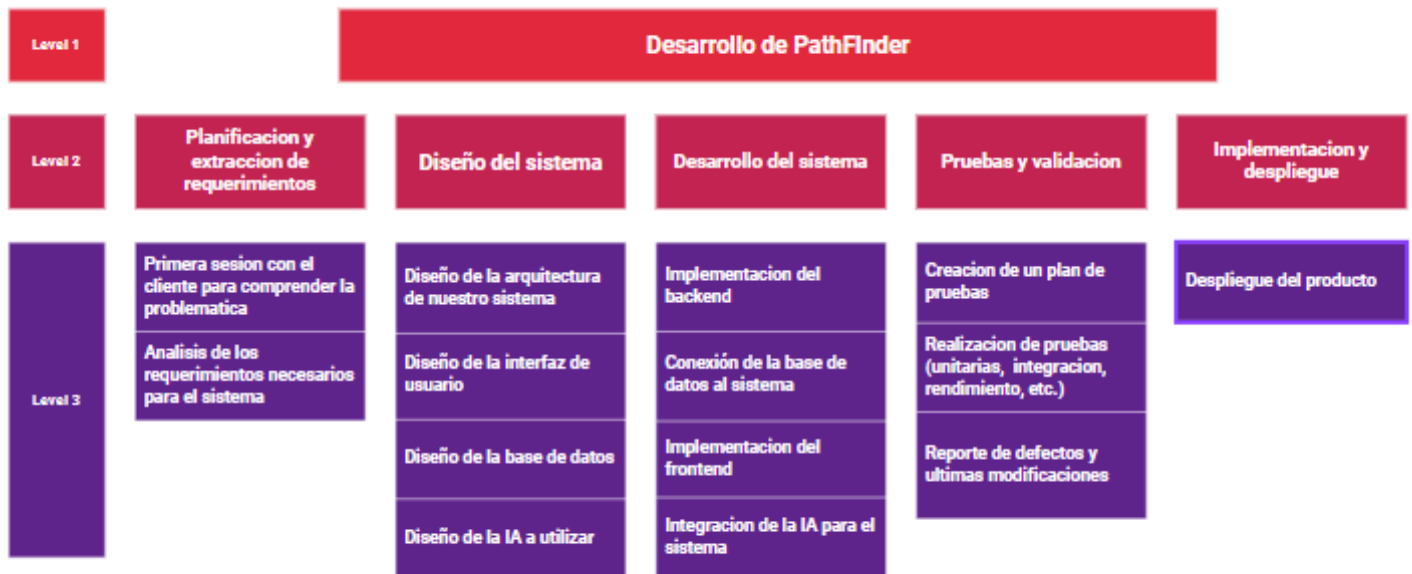 Level 1
Desarrollo de PathFInder
Level 2
Planificacion y
extraccion de
requerimientos
Diseño del sistema
Desarrollo del sistema
Pruebas y validacion
Implementacion y
despliegue
Level 3
Primera sesion con el
cliente para comprender la
problematica
Analisis de los
requerimientos necesarios
para el sistema
Diseño de la arquitectura
de nuestro sistema
Diseño de la interfaz de
usuario
Diseño de la base de datos
Diseño de la IA a utilizar
Implementacion del
backend
Conexión de la base de
datos al sistema
Implementacion del
frontend
Integracion de la IA para el
sistema
Creacion de un plan de
pruebas
Realizacion de pruebas
(unitarias, integracion,
rendimiento, etc.)
Reporte de defectos y
ultimas modificaciones
Despliegue del producto